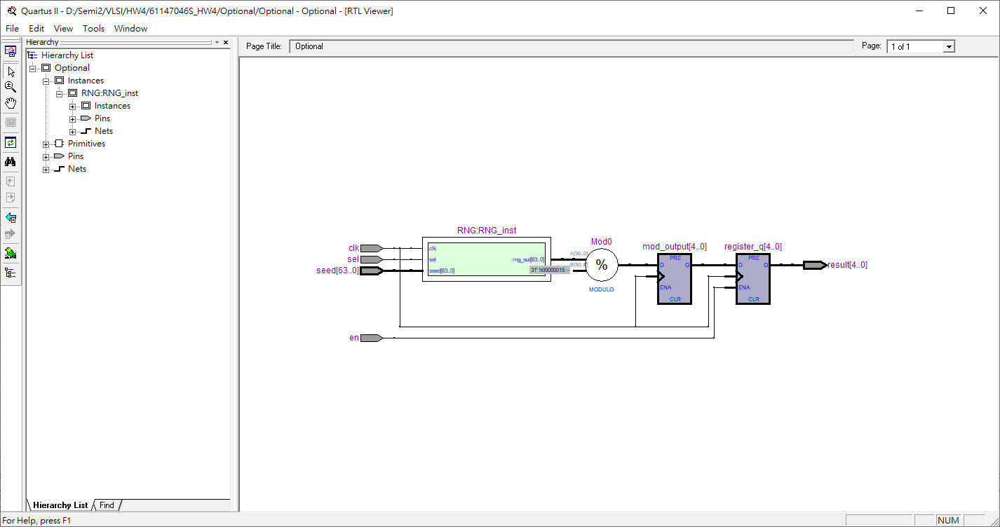 Quartus II - D:/Semi2/VLSI/HW4/61147046S_HW4/Optional/Optional - Optional - [RTL Viewer]
File Edit View Tools Window
Hierarchy
Page Title: Optional Page: 1 of 1
Hierarchy List
Optional
Instances
RNG:RNG_inst
Instances
Pins
Nets
Primitives
Pins
Nets
RNG:RNG_inst
clk
sel
seed[63..0]
en
clk
sel
seed[63..0]
rng_out[63..0]
31' h00000015 --
A[30..0]
B[30..0]
Mod0
%
MODULO
mod_output[4..0]
PRE
D Q
ENA
CLR
register_q[4..0]
PRE
D Q
ENA
CLR
result[4..0]
Hierarchy List Find
For Help, press F1 NUM